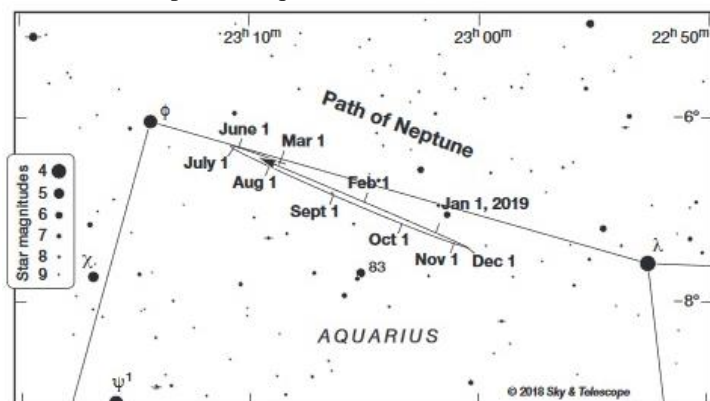 23h 10m
23h 00m
22h 50m
φ
June 1
Mar 1
Path of Neptune
−6°
July 1
Aug 1
Feb 1
Jan 1, 2019
Sept 1
Oct 1
Nov 1
Dec 1
λ
Star magnitudes
4
5
6
7
8
9
χ
83
−8°
AQUARIUS
ψ1
© 2018 Sky & Telescope